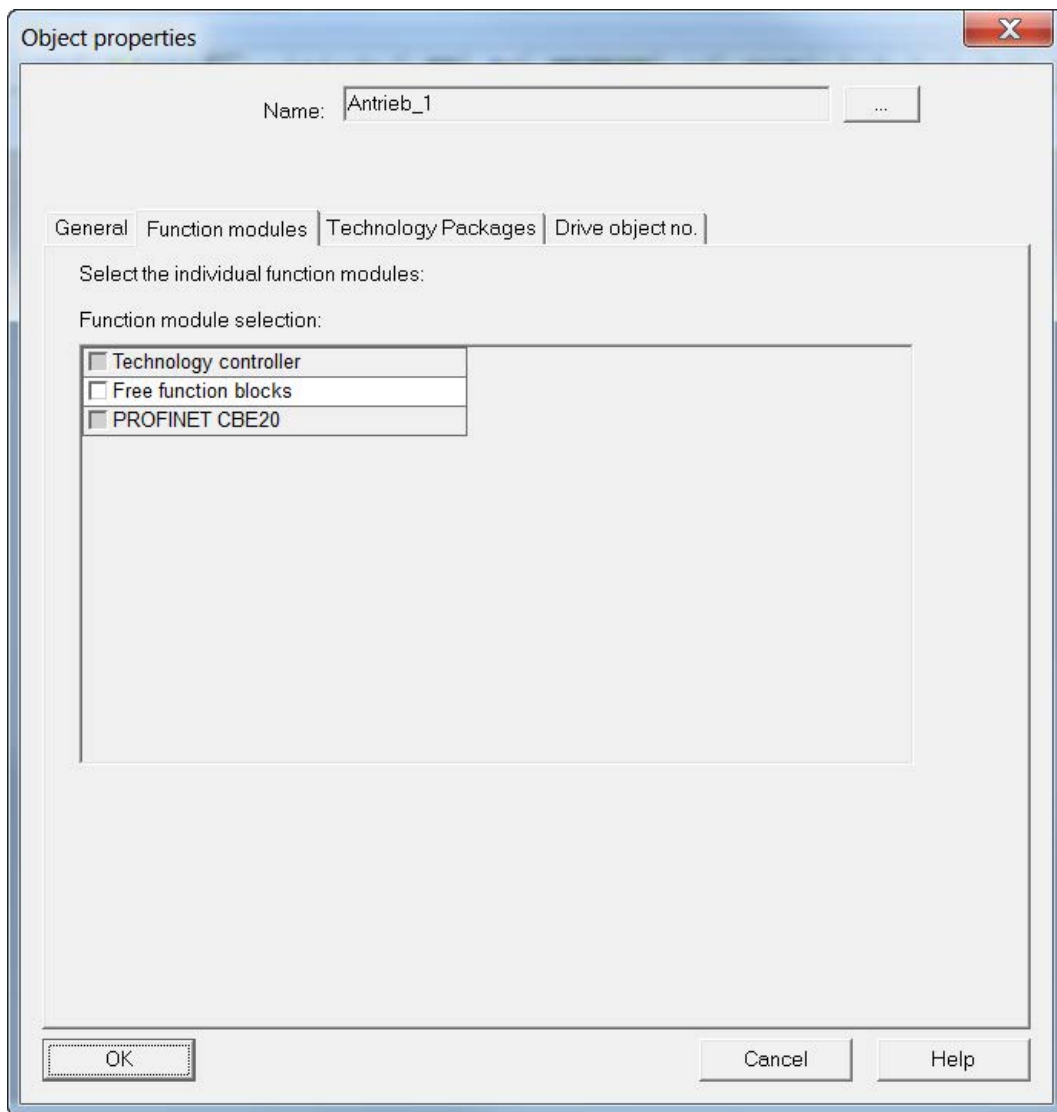 Object properties
Name: Antrieb_1 ...
General Function modules Technology Packages Drive object no.
Select the individual function modules:
Function module selection:
Technology controller
Free function blocks
PROFINET CBE20
OK Cancel Help